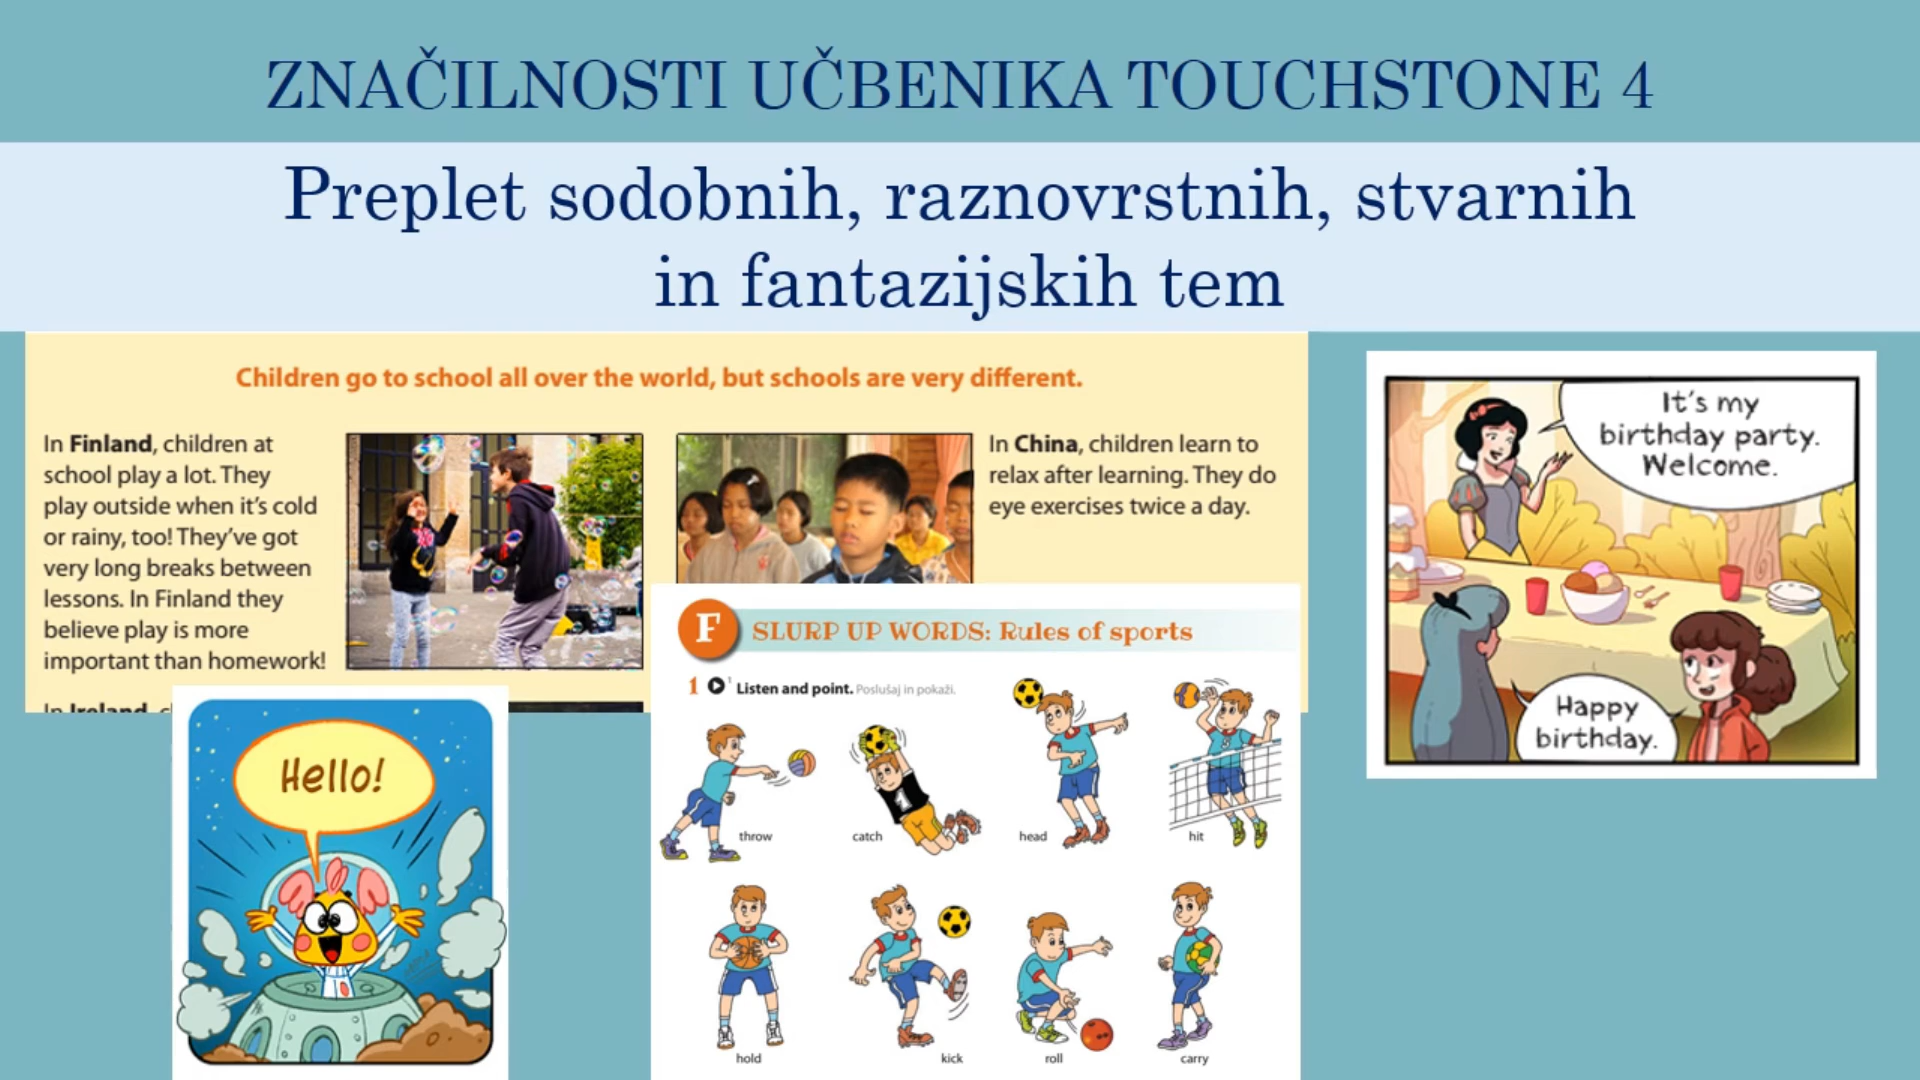 ZNAČILNOSTI UČBENIKA TOUCHSTONE 4
Preplet sodobnih, raznovrstnih, stvarnih
in fantazijskih tem
Children go to school all over the world, but schools are very different.
In Finland, children at
school play a lot. They
play outside when it's cold
or rainy, too! They've got
very long breaks between
lessons. In Finland they
believe play is more
important than homework!
In Ireland,
In China, children learn to
relax after learning. They do
eye exercises twice a day.
It's my
birthday party.
Welcome.
Happy
birthday.
Hello!
F SLURP UP WORDS: Rules of sports
1 Listen and point. Poslušaj in pokaži.
throw
catch
head
hit
hold
kick
roll
carry